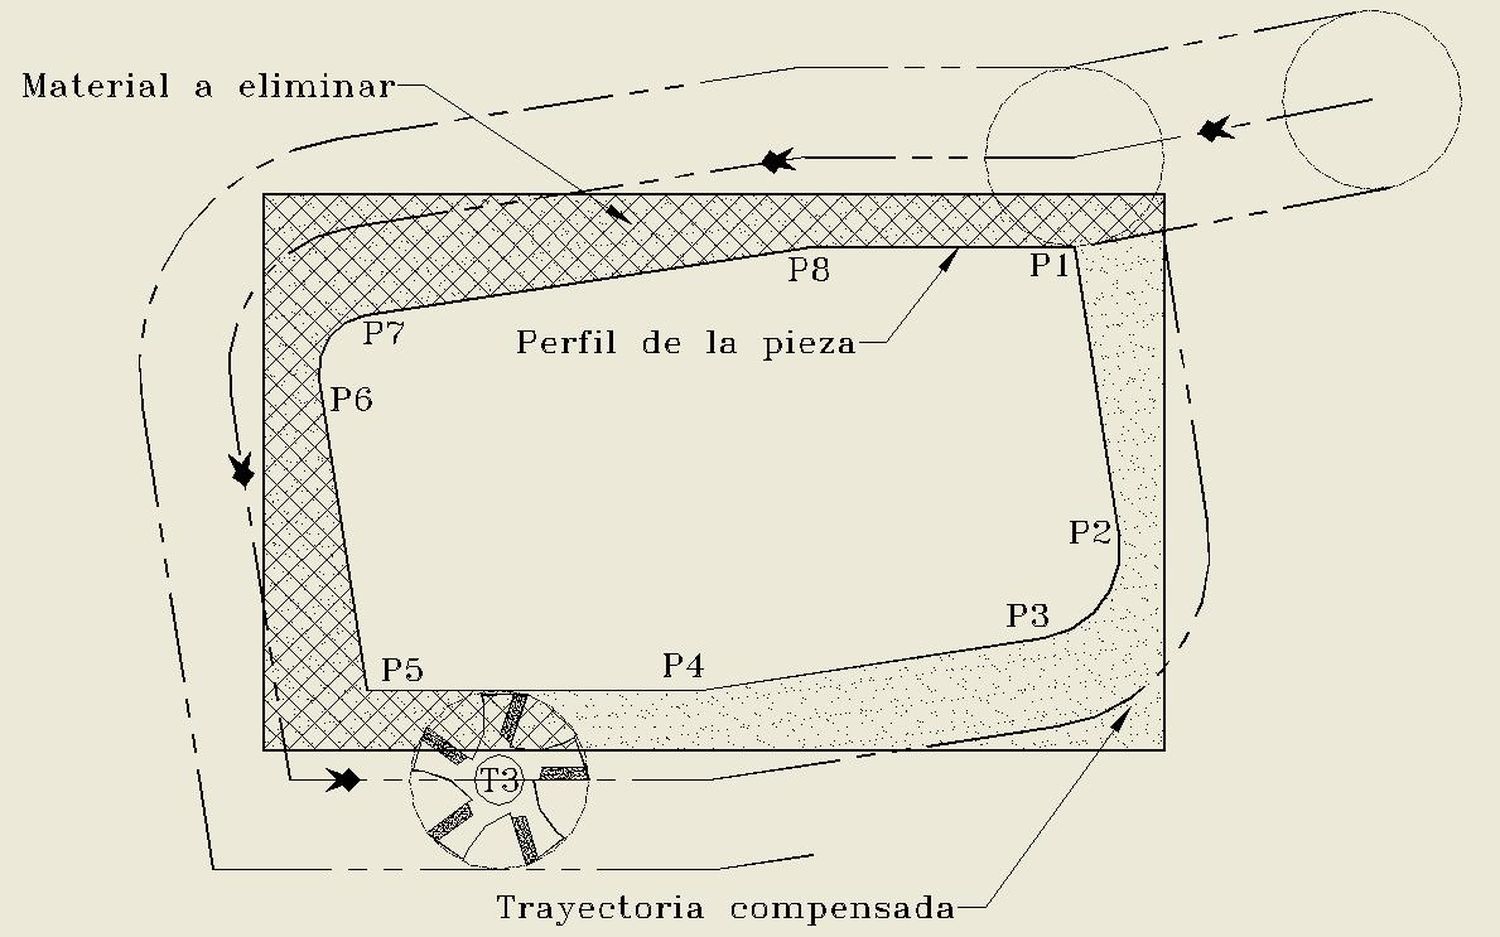 Material a eliminar
P8
P1
P7
Perfil de la pieza
P6
P2
P3
P5
P4
T3
Trayectoria compensada